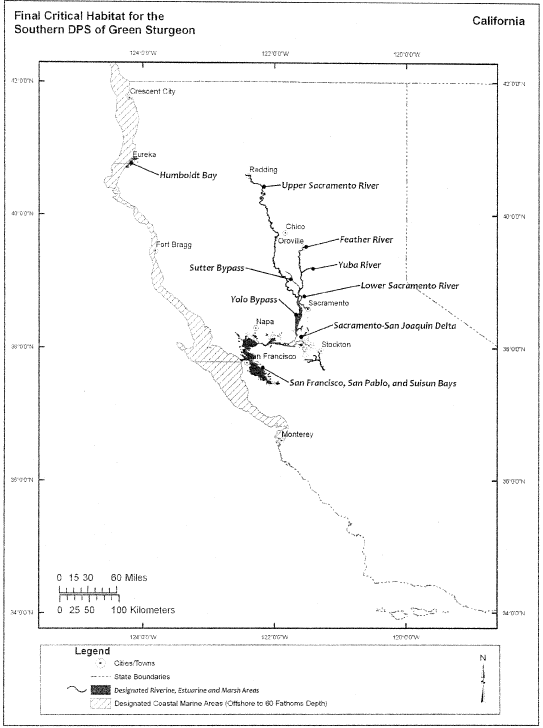 Final Critical Habitat for the
Southern DPS of Green Sturgeon
California
124°0'0"W 122°0'0"W 120°0'0"W
42°0'0"N 42°0'0"N
Crescent City
Eureka
Humboldt Bay
Redding
Upper Sacramento River
40°0'0"N 40°0'0"N
Chico
Oroville
Feather River
Fort Bragg
Sutter Bypass
Yuba River
Lower Sacramento River
Yolo Bypass
Sacramento
Napa
Sacramento-San Joaquin Delta
38°0'0"N 38°0'0"N
Stockton
San Francisco
San Francisco, San Pablo, and Suisun Bays
Monterey
36°0'0"N 36°0'0"N
0 15 30 60 Miles
0 25 50 100 Kilometers
34°0'0"N 34°0'0"N
124°0'0"W 122°0'0"W 120°0'0"W
Legend
Cities/Towns
State Boundaries
Designated Riverine, Estuarine and Marsh Areas
Designated Coastal Marine Areas (Offshore to 60 Fathoms Depth)
N